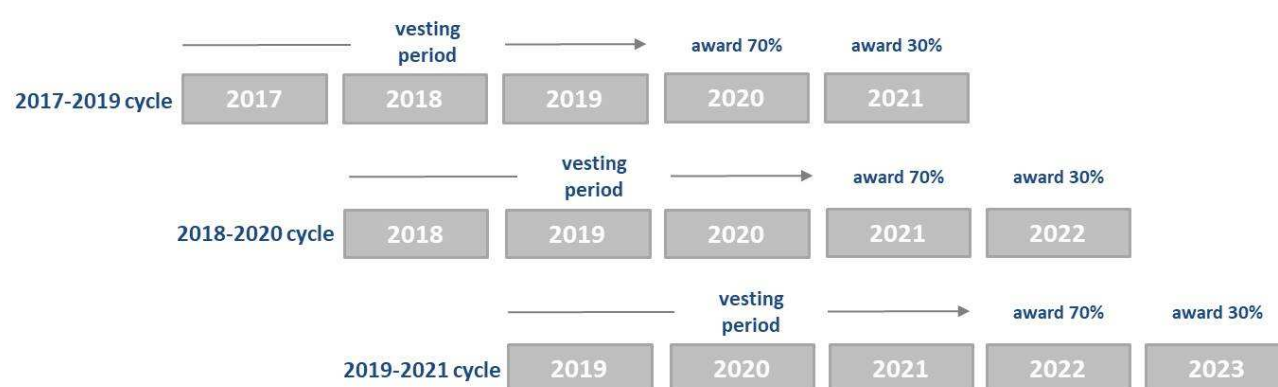 vesting
period
award 70%
award 30%
2017-2019 cycle
2017
2018
2019
2020
2021
vesting
period
award 70%
award 30%
2018-2020 cycle
2018
2019
2020
2021
2022
vesting
period
award 70%
award 30%
2019-2021 cycle
2019
2020
2021
2022
2023